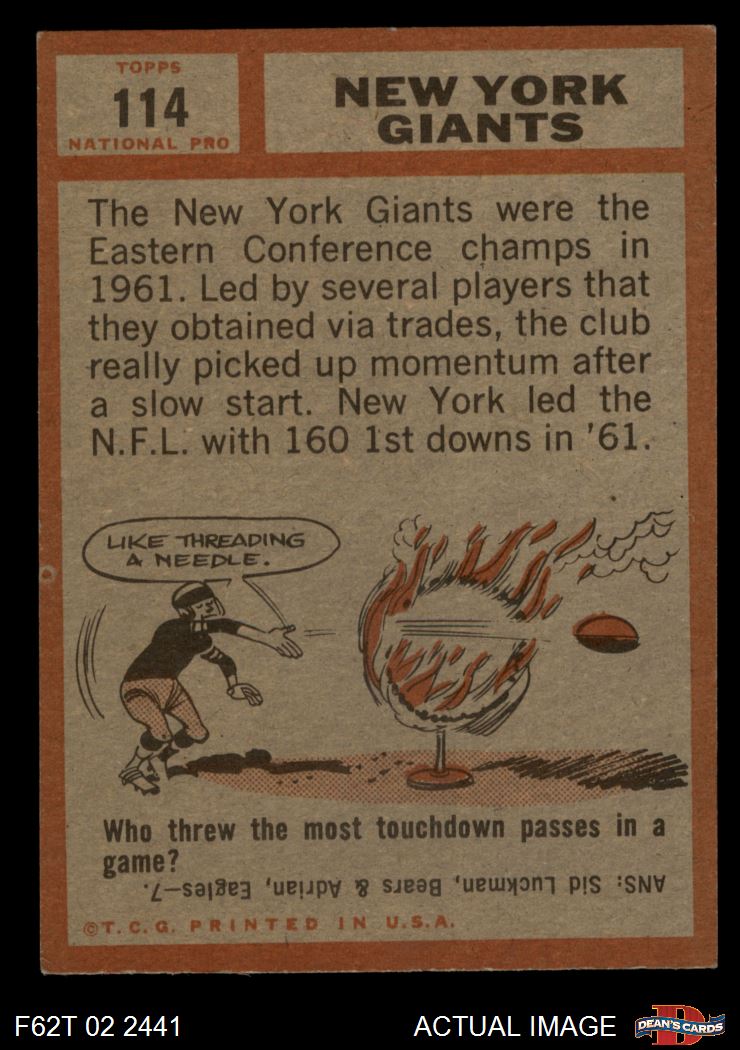 TOPPS
114
NATIONAL PRO
NEW YORK
GIANTS
The New York Giants were the
Eastern Conference champs in
1961. Led by several players that
they obtained via trades, the club
really picked up momentum after
a slow start. New York led the
N.F.L. with 160 1st downs in '61.
LIKE THREADING
A NEEDLE.
Who threw the most touchdown passes in a
game?
ANS: Sid Luckman, Bears & Adrian, Eagles—7.
©T.C.G. PRINTED IN U.S.A.
F62T 02 2441
ACTUAL IMAGE
D
DEAN'S CARDS